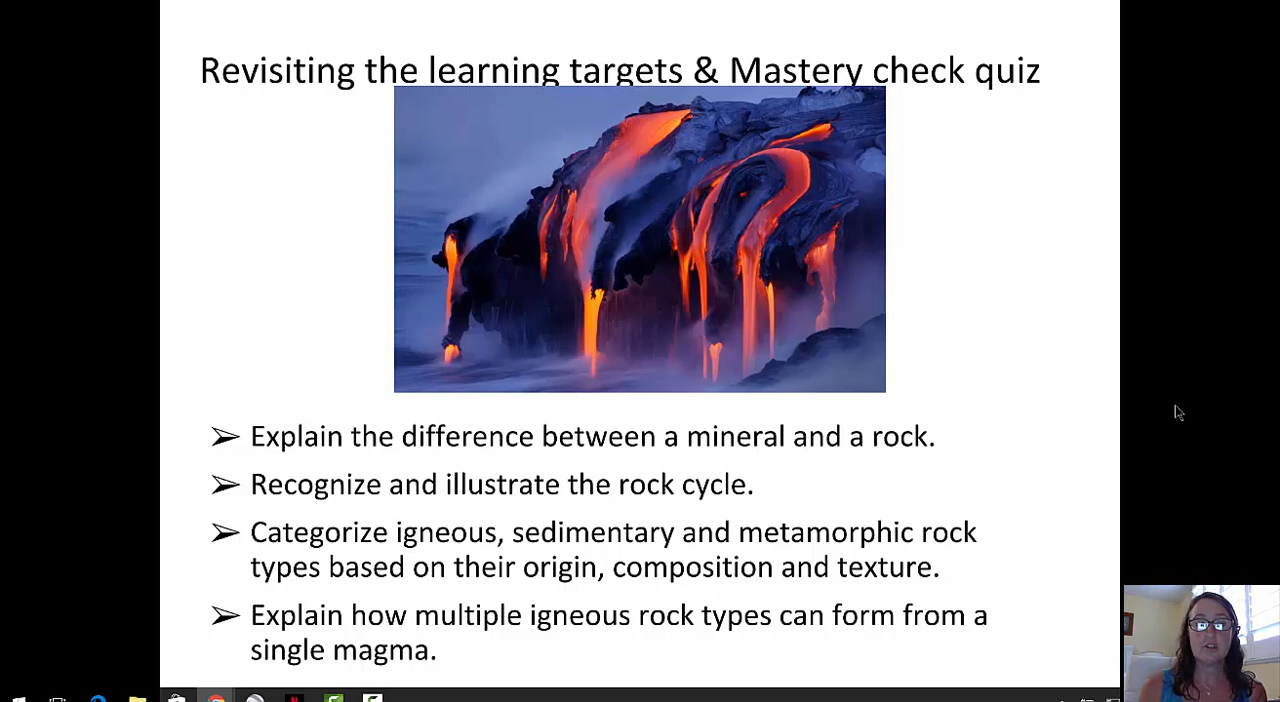 Revisiting the learning targets & Mastery check quiz
➢ Explain the difference between a mineral and a rock.
➢ Recognize and illustrate the rock cycle.
➢ Categorize igneous, sedimentary and metamorphic rock
types based on their origin, composition and texture.
➢ Explain how multiple igneous rock types can form from a
single magma.